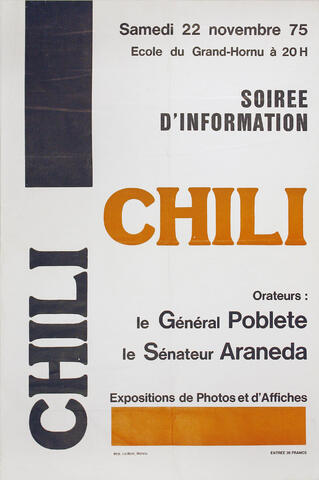 Samedi 22 novembre 75
Ecole du Grand-Hornu à 20 H
SOIREE
D'INFORMATION
CHILI
CHILI
Orateurs :
le Général Poblete
le Sénateur Araneda
Expositions de Photos et d'Affiches
ENTREE 30 FRANCS